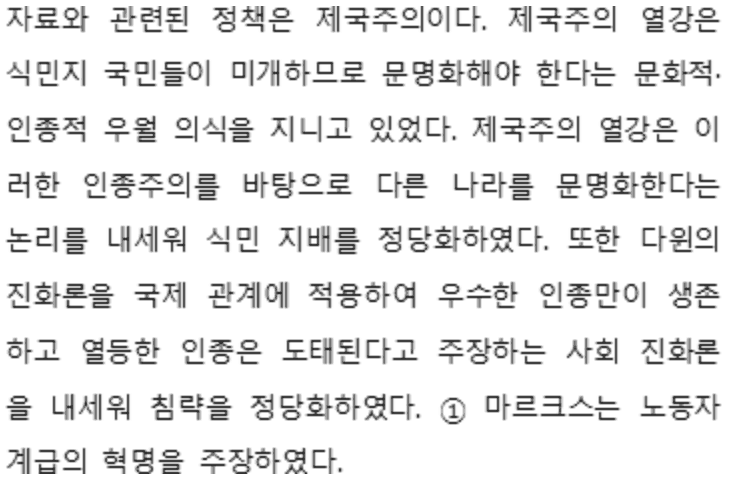 자료와 관련된 정책은 제국주의이다. 제국주의 열강은
식민지 국민들이 미개하므로 문명화해야 한다는 문화적·
인종적 우월 의식을 지니고 있었다. 제국주의 열강은 이
러한 인종주의를 바탕으로 다른 나라를 문명화한다는
논리를 내세워 식민 지배를 정당화하였다. 또한 다윈의
진화론을 국제 관계에 적용하여 우수한 인종만이 생존
하고 열등한 인종은 도태된다고 주장하는 사회 진화론
을 내세워 침략을 정당화하였다. ① 마르크스는 노동자
계급의 혁명을 주장하였다.